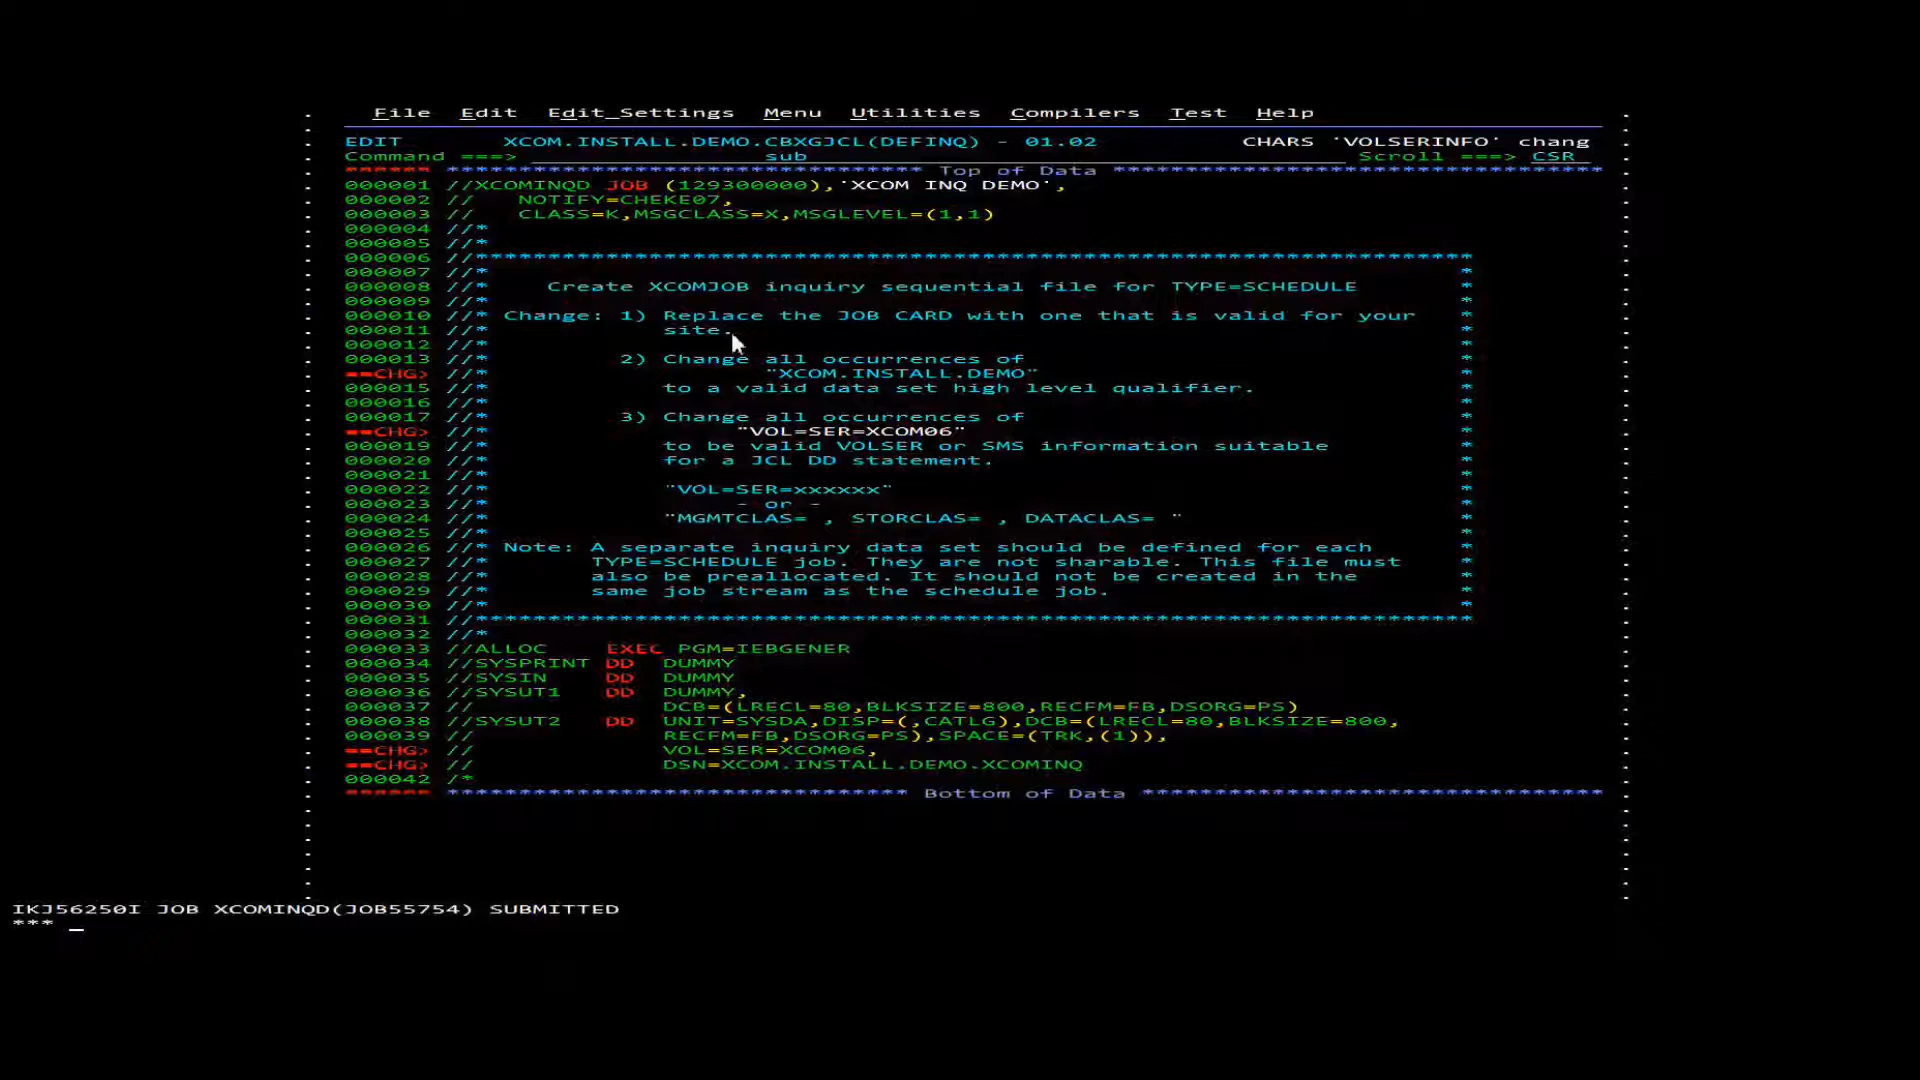 File  Edit  Edit_Settings  Menu  Utilities  Compilers  Test  Help
EDIT       XCOM.INSTALL.DEMO.CBXGJCL(DEFINQ) - 01.02          CHARS 'VOLSERINFO' chang
Command ===>                 sub                                      Scroll ===> CSR
****** ********************************* Top of Data **********************************
000001 //XCOMINQD JOB (129300000),'XCOM INQ DEMO',
000002 //   NOTIFY=CHEKE07,
000003 //   CLASS=K,MSGCLASS=X,MSGLEVEL=(1,1)
000004 //*
000005 //*
000006 //*********************************************************************
000007 //*                                                                   *
000008 //*    Create XCOMJOB inquiry sequential file for TYPE=SCHEDULE       *
000009 //*                                                                   *
000010 //* Change: 1) Replace the JOB CARD with one that is valid for your   *
000011 //*            site.                                                  *
000012 //*                                                                   *
000013 //*         2) Change all occurrences of                              *
==CHG> //*                   "XCOM.INSTALL.DEMO"                         *
000015 //*            to a valid data set high level qualifier.              *
000016 //*                                                                   *
000017 //*         3) Change all occurrences of                              *
==CHG> //*                 "VOL=SER=XCOM06"                              *
000019 //*            to be valid VOLSER or SMS information suitable         *
000020 //*            for a JCL DD statement.                                *
000021 //*                                                                   *
000022 //*            "VOL=SER=xxxxxx"                                       *
000023 //*                 - or -                                            *
000024 //*            "MGMTCLAS= , STORCLAS= , DATACLAS= "                   *
000025 //*                                                                   *
000026 //* Note: A separate inquiry data set should be defined for each      *
000027 //*       TYPE=SCHEDULE job. They are not sharable. This file must    *
000028 //*       also be preallocated. It should not be created in the       *
000029 //*       same job stream as the schedule job.                        *
000030 //*                                                                   *
000031 //*********************************************************************
000032 //*
000033 //ALLOC    EXEC PGM=IEBGENER
000034 //SYSPRINT DD  DUMMY
000035 //SYSIN    DD  DUMMY
000036 //SYSUT1   DD  DUMMY,
000037 //             DCB=(LRECL=80,BLKSIZE=800,RECFM=FB,DSORG=PS)
000038 //SYSUT2   DD  UNIT=SYSDA,DISP=(,CATLG),DCB=(LRECL=80,BLKSIZE=800,
000039 //             RECFM=FB,DSORG=PS),SPACE=(TRK,(1)),
==CHG> //             VOL=SER=XCOM06,
==CHG> //             DSN=XCOM.INSTALL.DEMO.XCOMINQ
000042 /*
****** ******************************** Bottom of Data ********************************
IKJ56250I JOB XCOMINQD(JOB55754) SUBMITTED
*** _